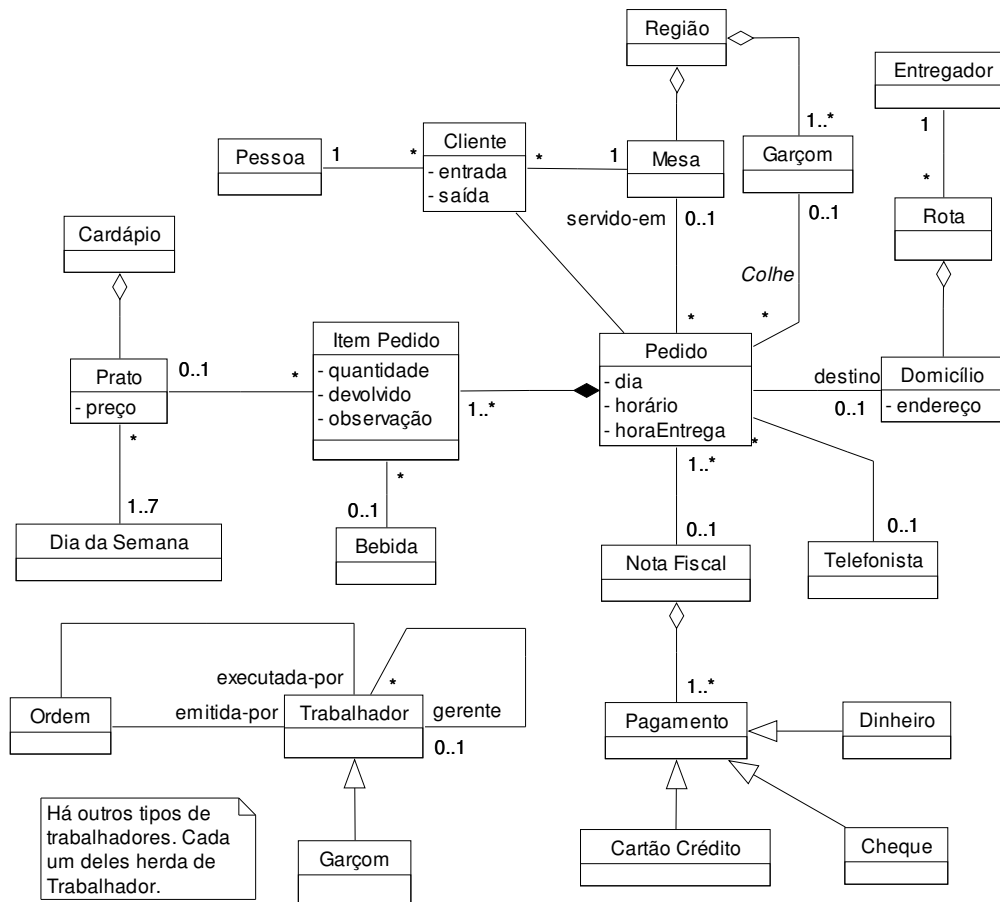 Região
Entregador
1..*
1
Pessoa
1
*
Cliente
- entrada
- saída
*
1
Mesa
Garçom
*
servido-em
0..1
0..1
Rota
Cardápio
Colhe
*
*
Prato
- preço
0..1
*
Item Pedido
- quantidade
- devolvido
- observação
1..*
Pedido
- dia
- horário
- horaEntrega
destino
0..1
Domicílio
- endereço
*
*
1..*
*
1..7
0..1
0..1
0..1
Dia da Semana
Bebida
Nota Fiscal
Telefonista
executada-por
*
1..*
Ordem
emitida-por
Trabalhador
gerente
0..1
Pagamento
Dinheiro
Há outros tipos de
trabalhadores. Cada
um deles herda de
Trabalhador.
Garçom
Cartão Crédito
Cheque